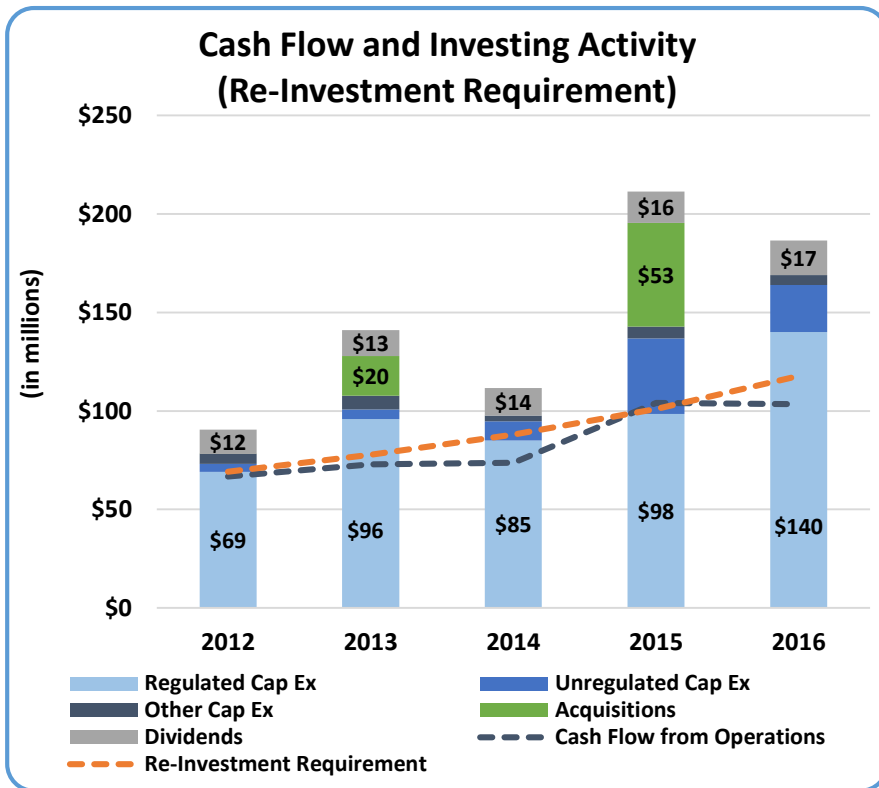 Cash Flow and Investing Activity
(Re-Investment Requirement)
(in millions)
$250
$200
$150
$100
$50
$0
$12
$69
$13
$20
$96
$14
$85
$16
$53
$98
$17
$140
2012 2013 2014 2015 2016
Regulated Cap Ex Unregulated Cap Ex
Other Cap Ex Acquisitions
Dividends Cash Flow from Operations
Re-Investment Requirement